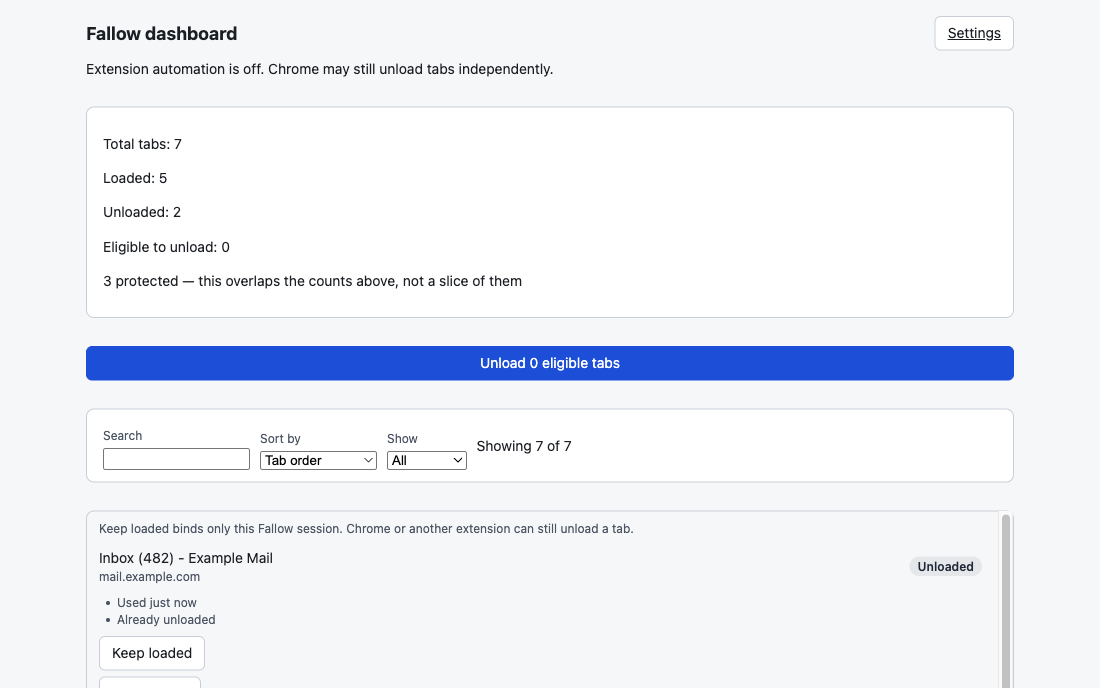 Fallow dashboard
Settings
Extension automation is off. Chrome may still unload tabs independently.
Total tabs: 7
Loaded: 5
Unloaded: 2
Eligible to unload: 0
3 protected — this overlaps the counts above, not a slice of them
Unload 0 eligible tabs
Search
Sort by
Show
Tab order
All
Showing 7 of 7
Keep loaded binds only this Fallow session. Chrome or another extension can still unload a tab.
Inbox (482) - Example Mail
mail.example.com
Unloaded
• Used just now
• Already unloaded
Keep loaded